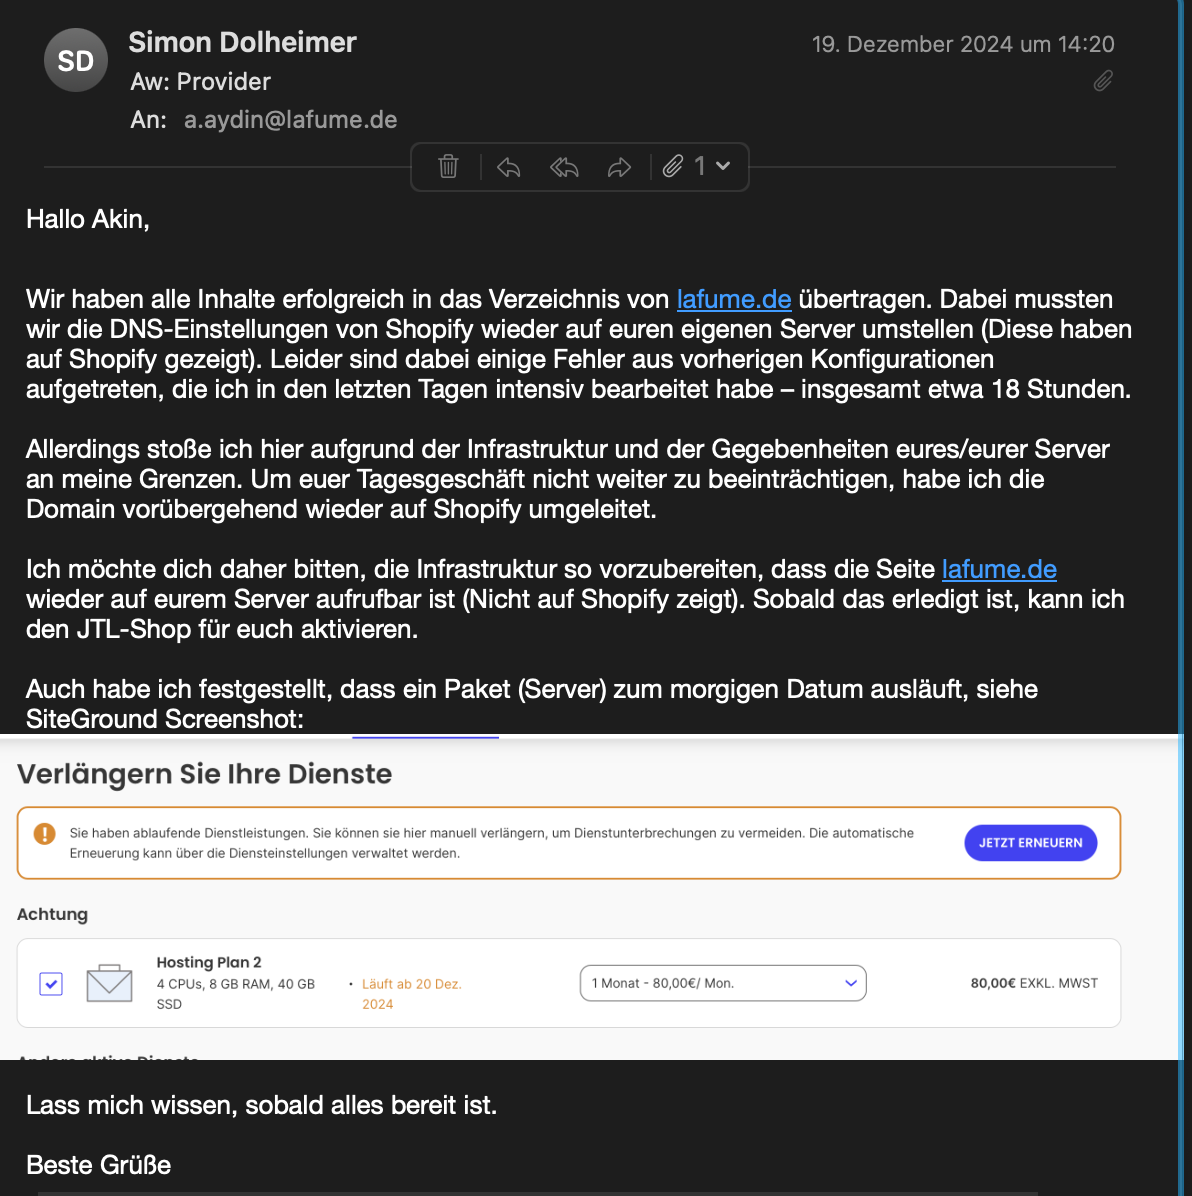 SD
Simon Dolheimer
19. Dezember 2024 um 14:20
Aw: Provider
An: a.aydin@lafume.de
1
Hallo Akin,
Wir haben alle Inhalte erfolgreich in das Verzeichnis von lafume.de übertragen. Dabei mussten
wir die DNS-Einstellungen von Shopify wieder auf euren eigenen Server umstellen (Diese haben
auf Shopify gezeigt). Leider sind dabei einige Fehler aus vorherigen Konfigurationen
aufgetreten, die ich in den letzten Tagen intensiv bearbeitet habe – insgesamt etwa 18 Stunden.
Allerdings stoße ich hier aufgrund der Infrastruktur und der Gegebenheiten eures/eurer Server
an meine Grenzen. Um euer Tagesgeschäft nicht weiter zu beeinträchtigen, habe ich die
Domain vorübergehend wieder auf Shopify umgeleitet.
Ich möchte dich daher bitten, die Infrastruktur so vorzubereiten, dass die Seite lafume.de
wieder auf eurem Server aufrufbar ist (Nicht auf Shopify zeigt). Sobald das erledigt ist, kann ich
den JTL-Shop für euch aktivieren.
Auch habe ich festgestellt, dass ein Paket (Server) zum morgigen Datum ausläuft, siehe
SiteGround Screenshot:
Verlängern Sie Ihre Dienste
Sie haben ablaufende Dienstleistungen. Sie können sie hier manuell verlängern, um Dienstunterbrechungen zu vermeiden. Die automatische
Erneuerung kann über die Diensteinstellungen verwaltet werden.
JETZT ERNEUERN
Achtung
Hosting Plan 2
4 CPUs, 8 GB RAM, 40 GB
SSD
• Läuft ab 20 Dez.
2024
1 Monat - 80,00€/ Mon.
80,00€ EXKL. MWST
Andere aktive Dienste
Lass mich wissen, sobald alles bereit ist.
Beste Grüße